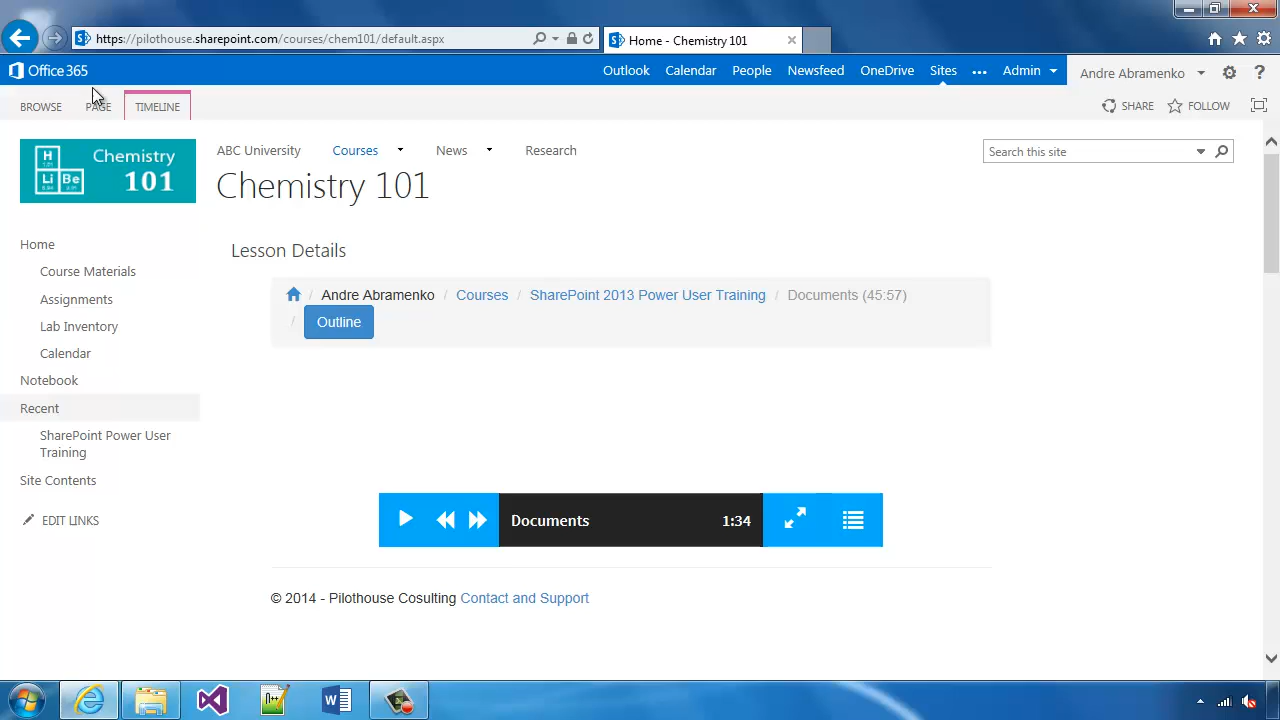 https://pilothouse.sharepoint.com/courses/chem101/default.aspx
Home - Chemistry 101
Office 365
Outlook Calendar People Newsfeed OneDrive Sites ••• Admin
Andre Abramenko
BROWSE PAGE TIMELINE
SHARE FOLLOW
H
Li Be
Chemistry
101
ABC University Courses News Research
Search this site
Chemistry 101
Home
Course Materials
Assignments
Lab Inventory
Calendar
Notebook
Recent
SharePoint Power User
Training
Site Contents
EDIT LINKS
Lesson Details
/ Andre Abramenko / Courses / SharePoint 2013 Power User Training / Documents (45:57)
/ Outline
Documents 1:34
© 2014 - Pilothouse Cosulting Contact and Support